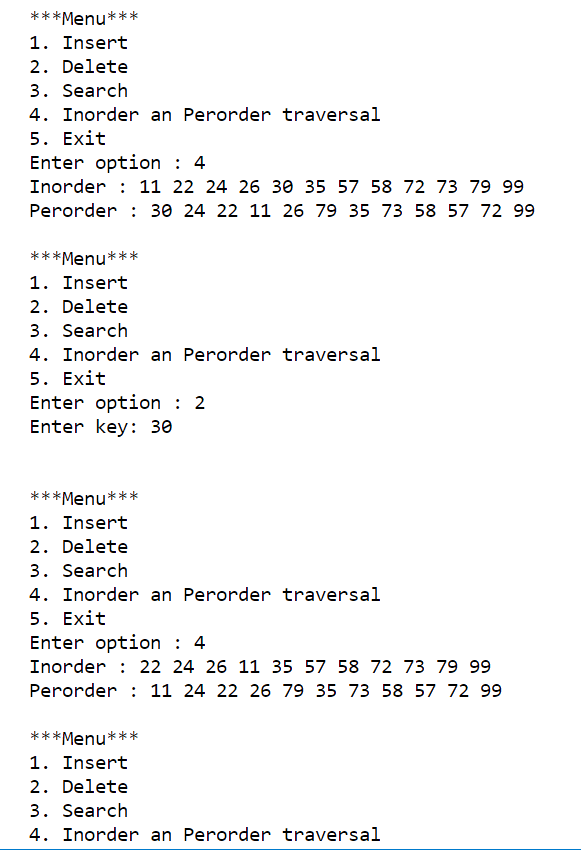 ***Menu***
1. Insert
2. Delete
3. Search
4. Inorder an Perorder traversal
5. Exit
Enter option : 4
Inorder : 11 22 24 26 30 35 57 58 72 73 79 99
Perorder : 30 24 22 11 26 79 35 73 58 57 72 99
***Menu***
1. Insert
2. Delete
3. Search
4. Inorder an Perorder traversal
5. Exit
Enter option : 2
Enter key: 30
***Menu***
1. Insert
2. Delete
3. Search
4. Inorder an Perorder traversal
5. Exit
Enter option : 4
Inorder : 22 24 26 11 35 57 58 72 73 79 99
Perorder : 11 24 22 26 79 35 73 58 57 72 99
***Menu***
1. Insert
2. Delete
3. Search
4. Inorder an Perorder traversal